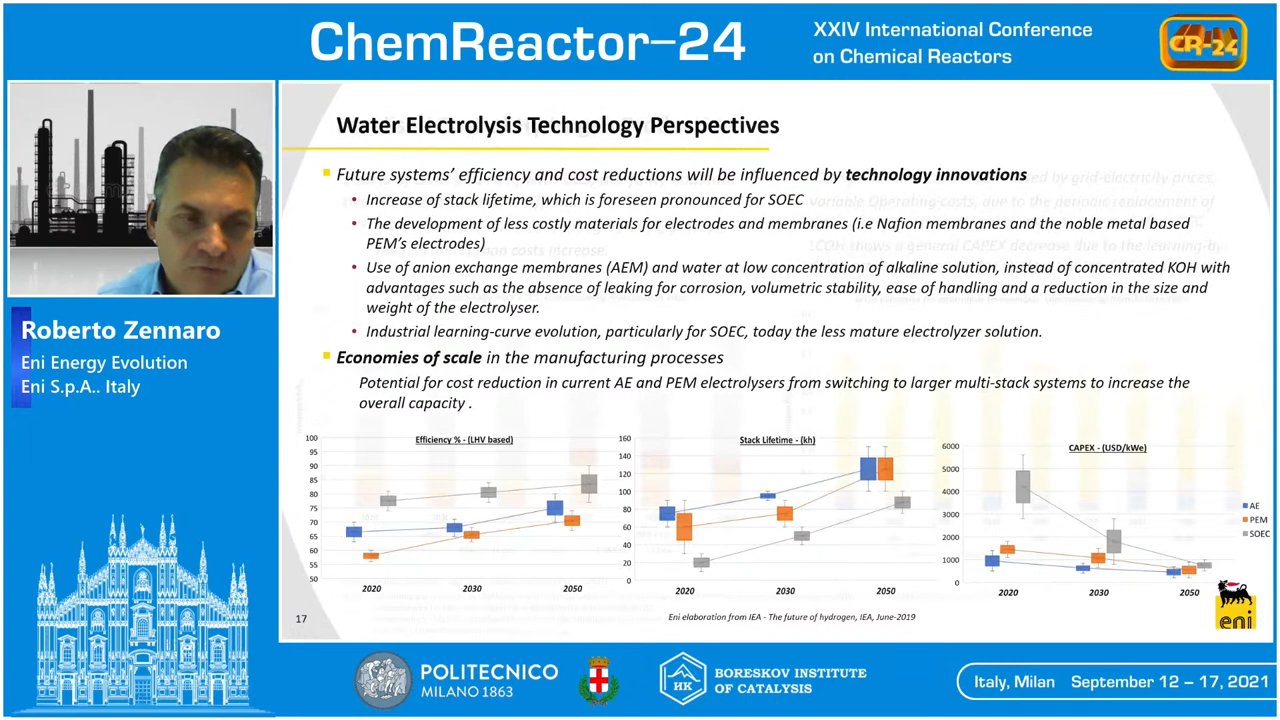 ChemReactor-24
XXIV International Conference
on Chemical Reactors
CR-24
Water Electrolysis Technology Perspectives
Future systems' efficiency and cost reductions will be influenced by technology innovations
• Increase of stack lifetime, which is foreseen pronounced for SOEC
• The development of less costly materials for electrodes and membranes (i.e Nafion membranes and the noble metal based
PEM's electrodes)
• Use of anion exchange membranes (AEM) and water at low concentration of alkaline solution, instead of concentrated KOH with
advantages such as the absence of leaking for corrosion, volumetric stability, ease of handling and a reduction in the size and
weight of the electrolyser.
• Industrial learning-curve evolution, particularly for SOEC, today the less mature electrolyzer solution.
Economies of scale in the manufacturing processes
Potential for cost reduction in current AE and PEM electrolysers from switching to larger multi-stack systems to increase the
overall capacity .
Roberto Zennaro
Eni Energy Evolution
Eni S.p.A.. Italy
Efficiency % - (LHV based)
100
95
90
85
80
75
70
65
60
55
50
2020 2030 2050
Stack Lifetime - (kh)
160
140
120
100
80
60
40
20
0
2020 2030 2050
CAPEX - (USD/kWe)
6000
5000
4000
3000
2000
1000
0
2020 2030 2050
AE
PEM
SOEC
eni
17
Eni elaboration from IEA - The future of hydrogen, IEA, June-2019
POLITECNICO
MILANO 1863
НК
BORESKOV INSTITUTE
OF CATALYSIS
Italy, Milan September 12 – 17, 2021